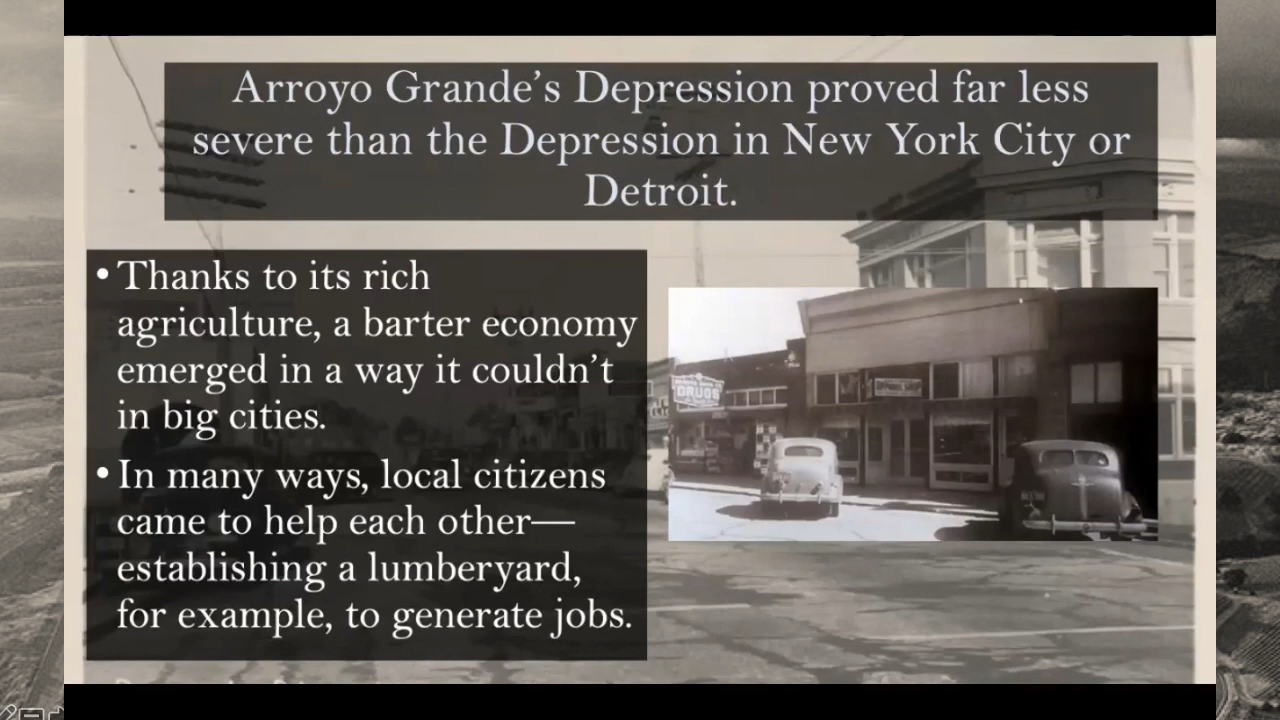 Arroyo Grande’s Depression proved far less
severe than the Depression in New York City or
Detroit.
• Thanks to its rich
agriculture, a barter economy
emerged in a way it couldn’t
in big cities.
• In many ways, local citizens
came to help each other—
establishing a lumberyard,
for example, to generate jobs.
DRUGS